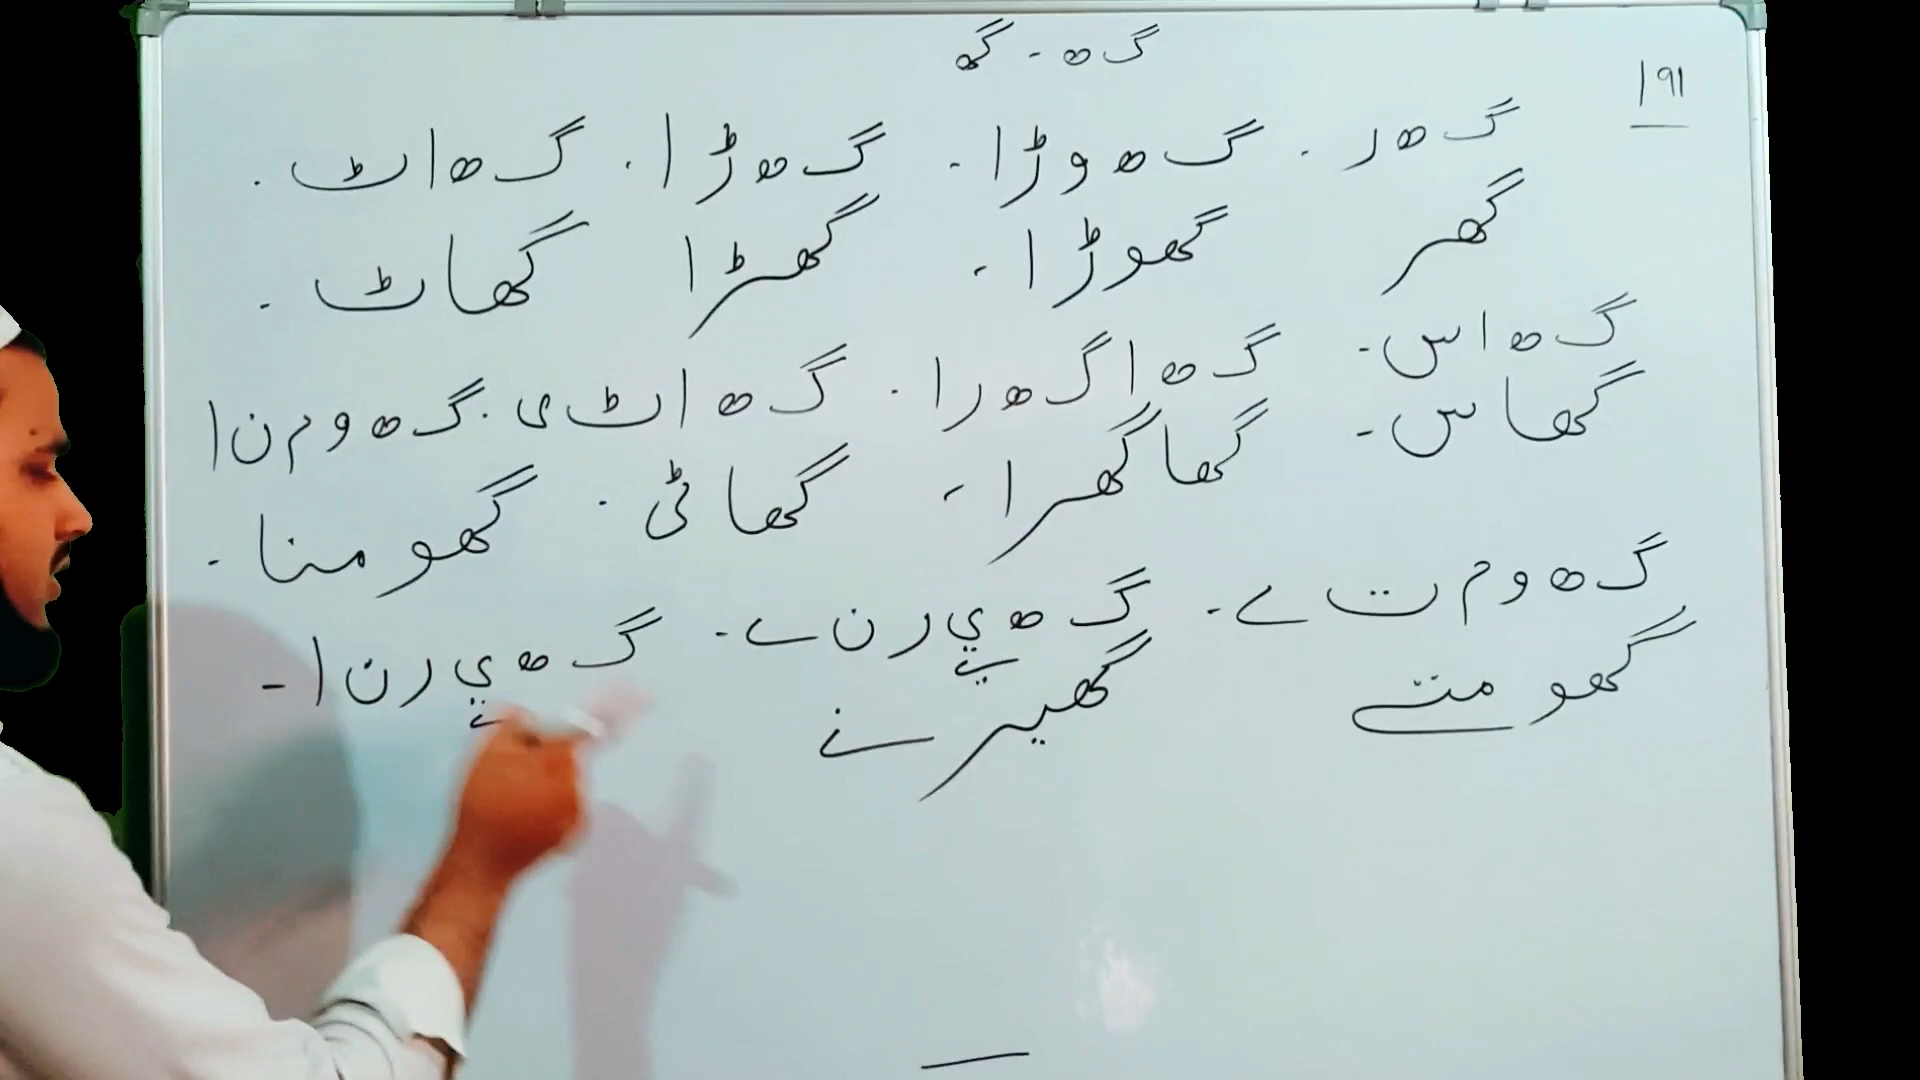 گ ھ - گھ
۱۹۱
گ ھ ر . گ ھ و ڑ ا - گ ھ ڑ ا . گ ھ ا ٹ .
گھر گھوڑا - گھڑا گھاٹ -
گ ھ ا س - گ ھ ا گ ھ ر ا . گ ھ ا ٹ ی . گ ھ و م ن ا
گھاس - گھاگھرا - گھاٹی . گھومنا -
گ ھ و م ت ے - گ ھ ي ر ن ے - گ ھ ي ر ن ا -
گھومتے گھیرنے